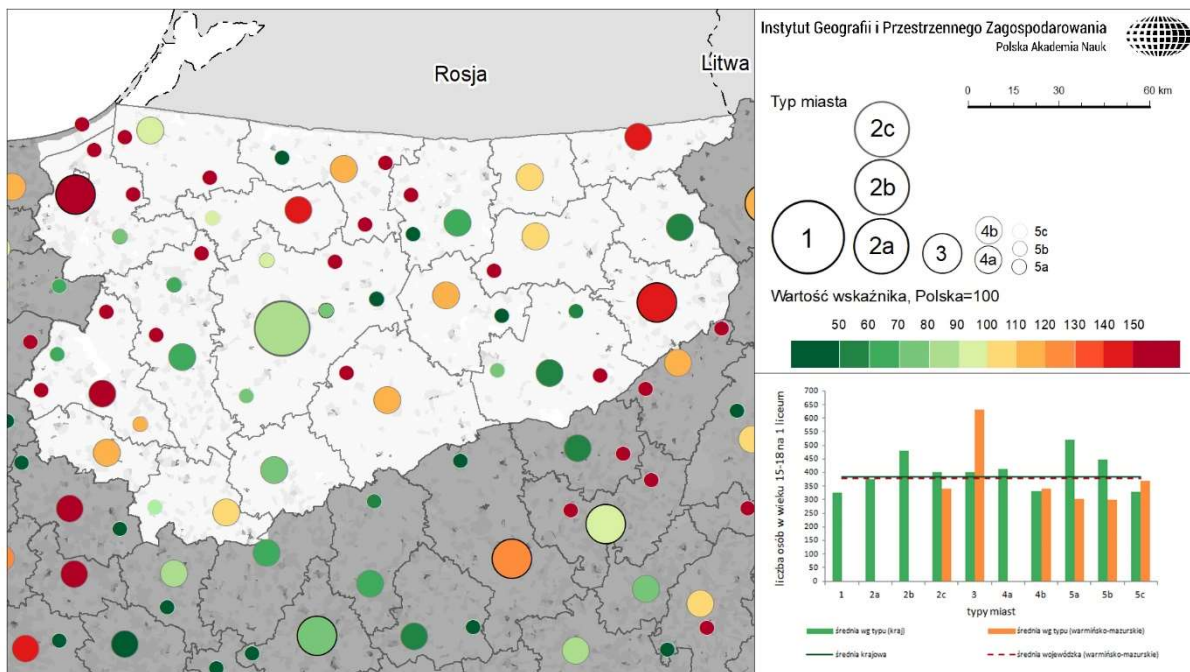 Rosja
Litwa
Instytut Geografii i Przestrzennego Zagospodarowania
Polska Akademia Nauk
0 15 30 60 km
Typ miasta
2c
2b
1
2a
3
4b
4a
5c
5b
5a
Wartość wskaźnika, Polska=100
50 60 70 80 90 100 110 120 130 140 150
liczba osób w wieku 15-18 na 1 liceum
700
650
600
550
500
450
400
350
300
250
200
150
100
50
0
1 2a 2b 2c 3 4a 4b 5a 5b 5c
typy miast
średnia wg typu (kraj)
średnia wg typu (warmińsko-mazurskie)
średnia krajowa
średnia wojewódzka (warmińsko-mazurskie)